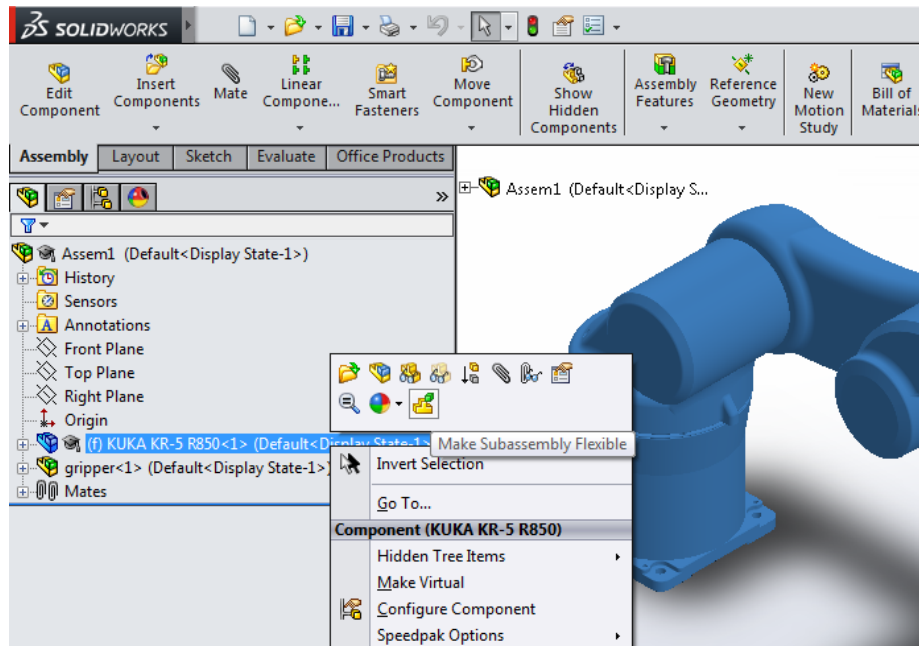 SOLIDWORKS
Edit Component
Insert Components
Mate
Linear Compone...
Smart Fasteners
Move Component
Show Hidden Components
Assembly Features
Reference Geometry
New Motion Study
Bill of Materials
Assembly
Layout
Sketch
Evaluate
Office Products
Assem1 (Default<Display S...
Assem1 (Default<Display State-1>)
History
Sensors
Annotations
Front Plane
Top Plane
Right Plane
Origin
(f) KUKA KR-5 R850<1> (Default<Display State-1>
gripper<1> (Default<Display State-1>)
Mates
Make Subassembly Flexible
Invert Selection
Go To...
Component (KUKA KR-5 R850)
Hidden Tree Items
Make Virtual
Configure Component
Speedpak Options